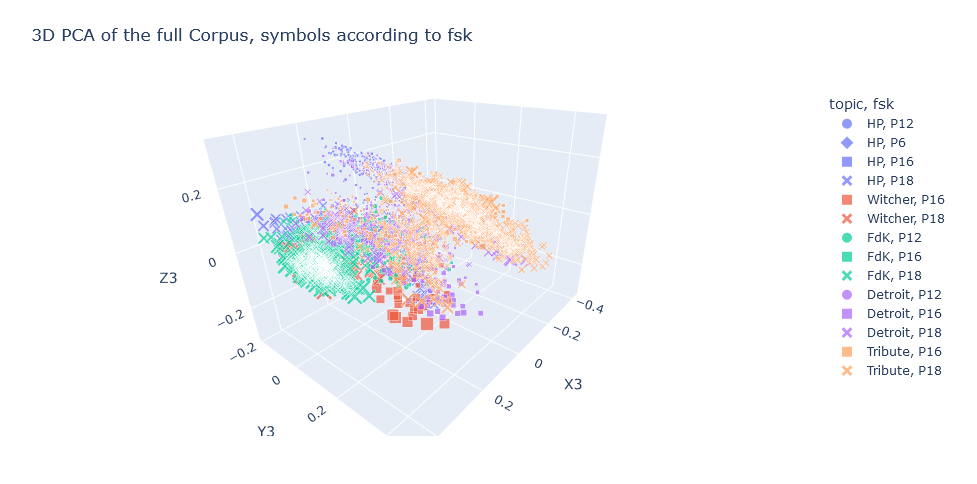 3D PCA of the full Corpus, symbols according to fsk
topic, fsk
HP, P12
HP, P6
HP, P16
HP, P18
Witcher, P16
Witcher, P18
FdK, P12
FdK, P16
FdK, P18
Detroit, P12
Detroit, P16
Detroit, P18
Tribute, P16
Tribute, P18
0.2
0
−0.2
Z3
−0.2
0
0.2
Y3
−0.4
−0.2
0
0.2
X3